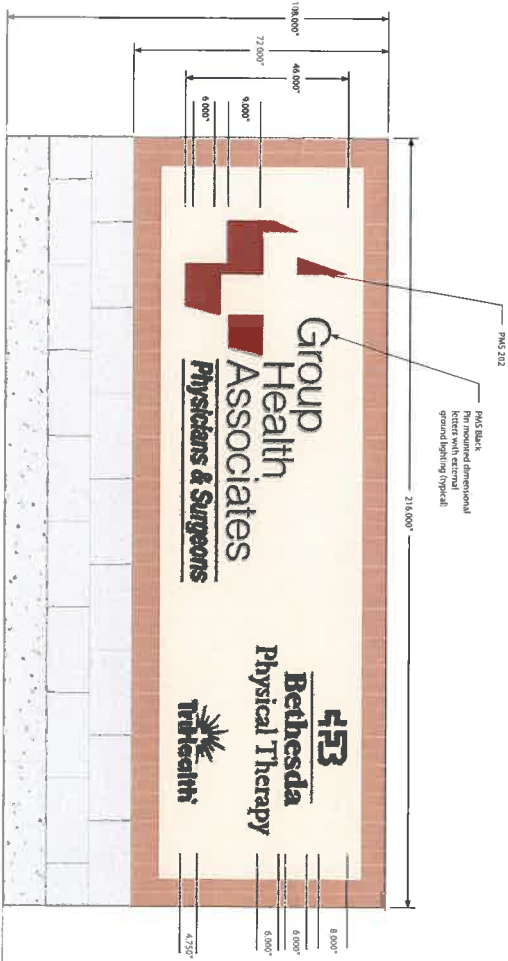 PMS 202
PMS Black
Pin mounted dimensional
letters with external
ground lighting (typical)
216.000"
108.000"
72.000"
46.000"
9.000"
6.000"
Group
Health
Associates
Physicians & Surgeons
Bethesda
Physical Therapy
TriHealth
8.000"
6.000"
6.000"
4.750"